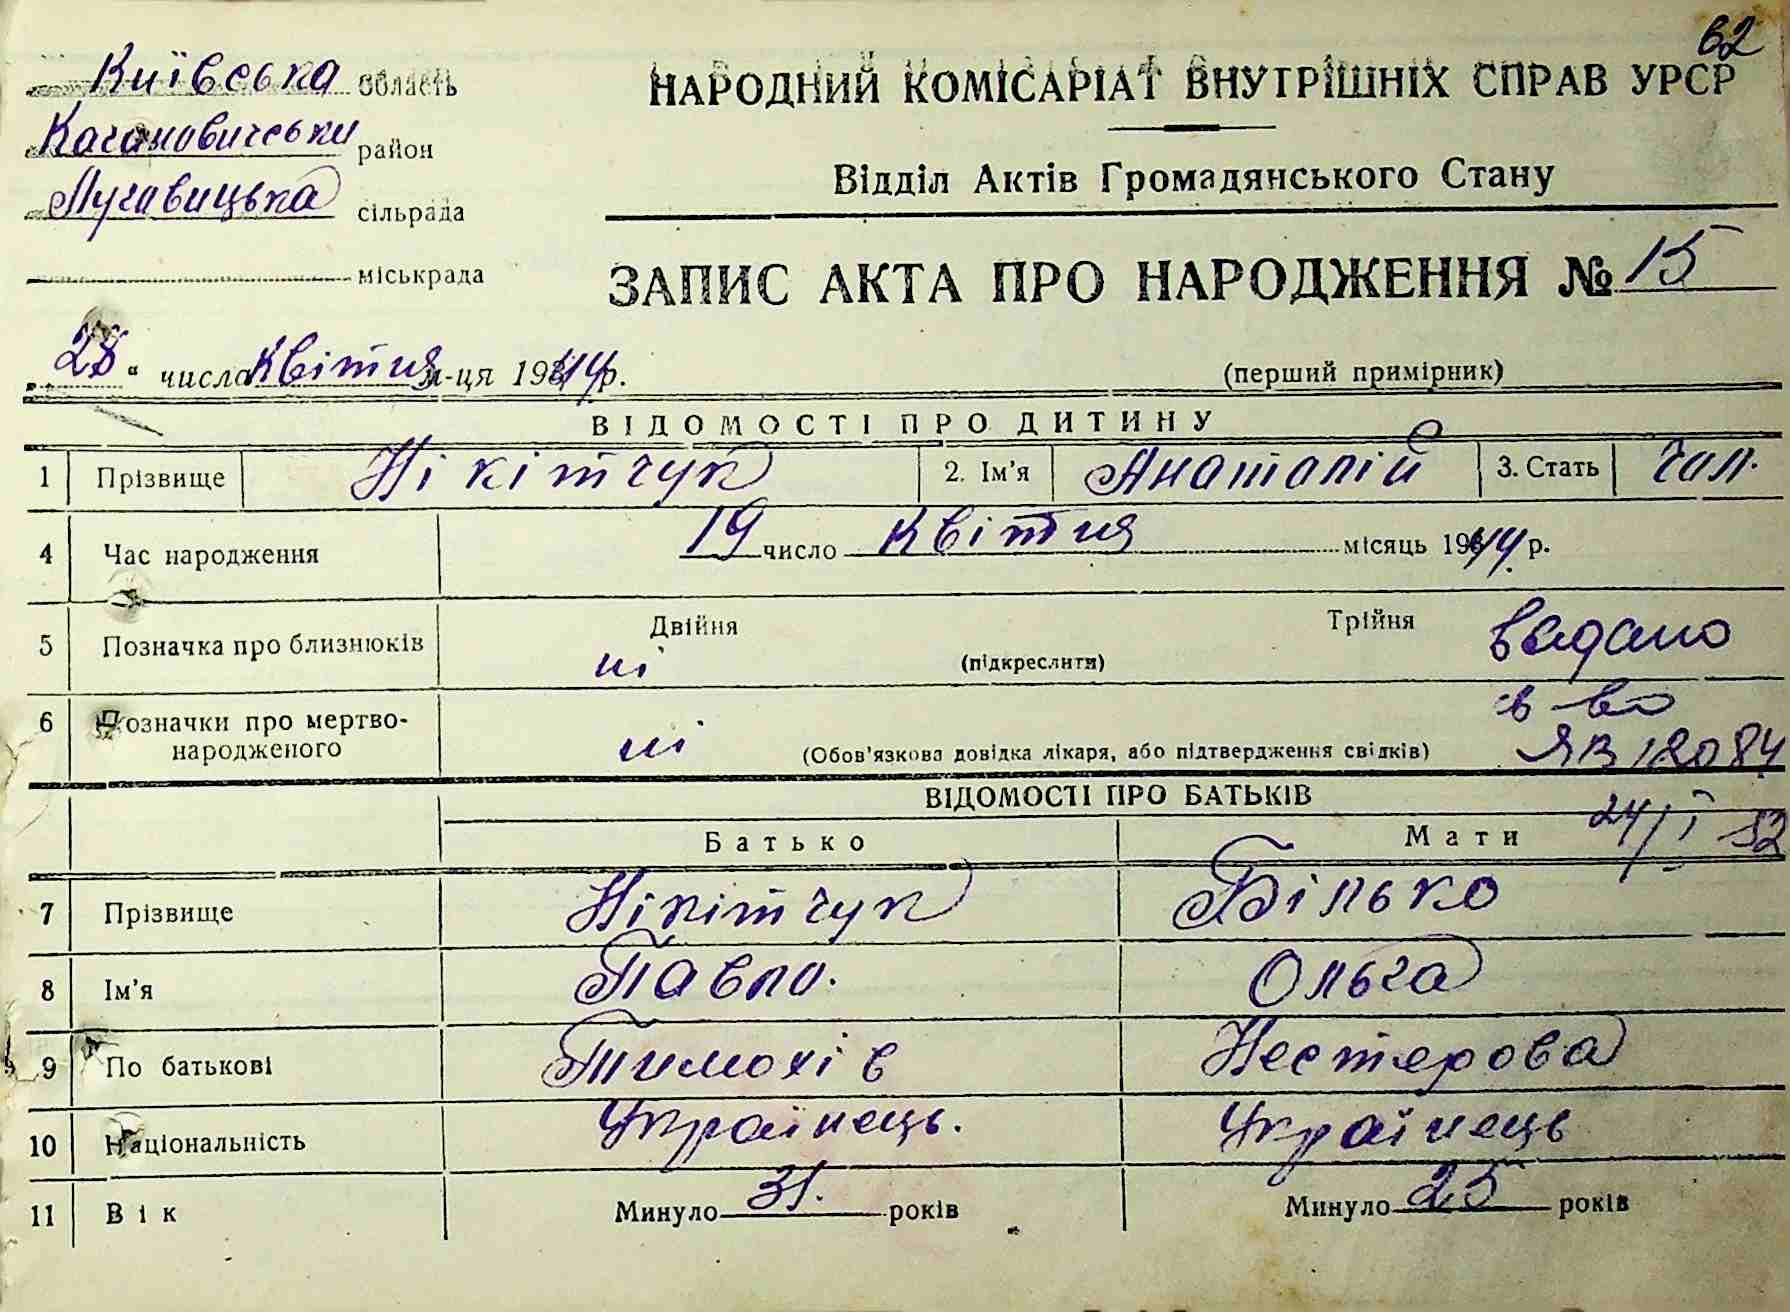 62
Київська область
Кагановичський район
Луговицька сільрада
міськрада
НАРОДНИЙ КОМІСАРІАТ ВНУТРІШНІХ СПРАВ УРСР
Відділ Актів Громадянського Стану
ЗАПИС АКТА ПРО НАРОДЖЕННЯ № 15
28 " числа Квітня м-ця 1944 р.
(перший примірник)
ВІДОМОСТІ ПРО ДИТИНУ
1 Прізвище Нікітчук 2. Ім'я Анатолій 3. Стать чол.
4 Час народження 19 число Квітня місяць 1944 р.
5 Позначка про близнюків Двійня ні (підкреслити) Трійня
видано
6 Позначки про мертво-
народженого ні (Обов'язкова довідка лікаря, або підтвердження свідків)
с-во
ЯВ 12084
24/I 52
ВІДОМОСТІ ПРО БАТЬКІВ
Батько Мати
7 Прізвище Нікітчук Білько
8 Ім'я Павло. Ольга
9 По батькові Тимохів Нестерова
10 Національність Українець. Українець
11 Вік Минуло 31. років Минуло 25 років